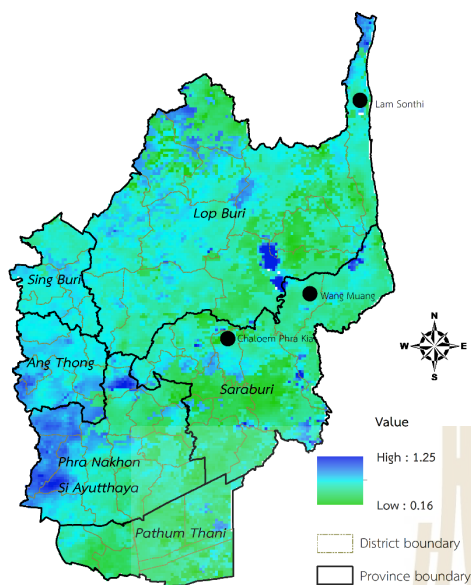 Lam Sonthi
Lop Buri
Sing Buri
Wang Muang
Chaloem Phra Kia
Ang Thong
Saraburi
Phra Nakhon
Si Ayutthaya
Pathum Thani
N
W E
S
Value
High : 1.25
Low : 0.16
District boundary
Province boundary